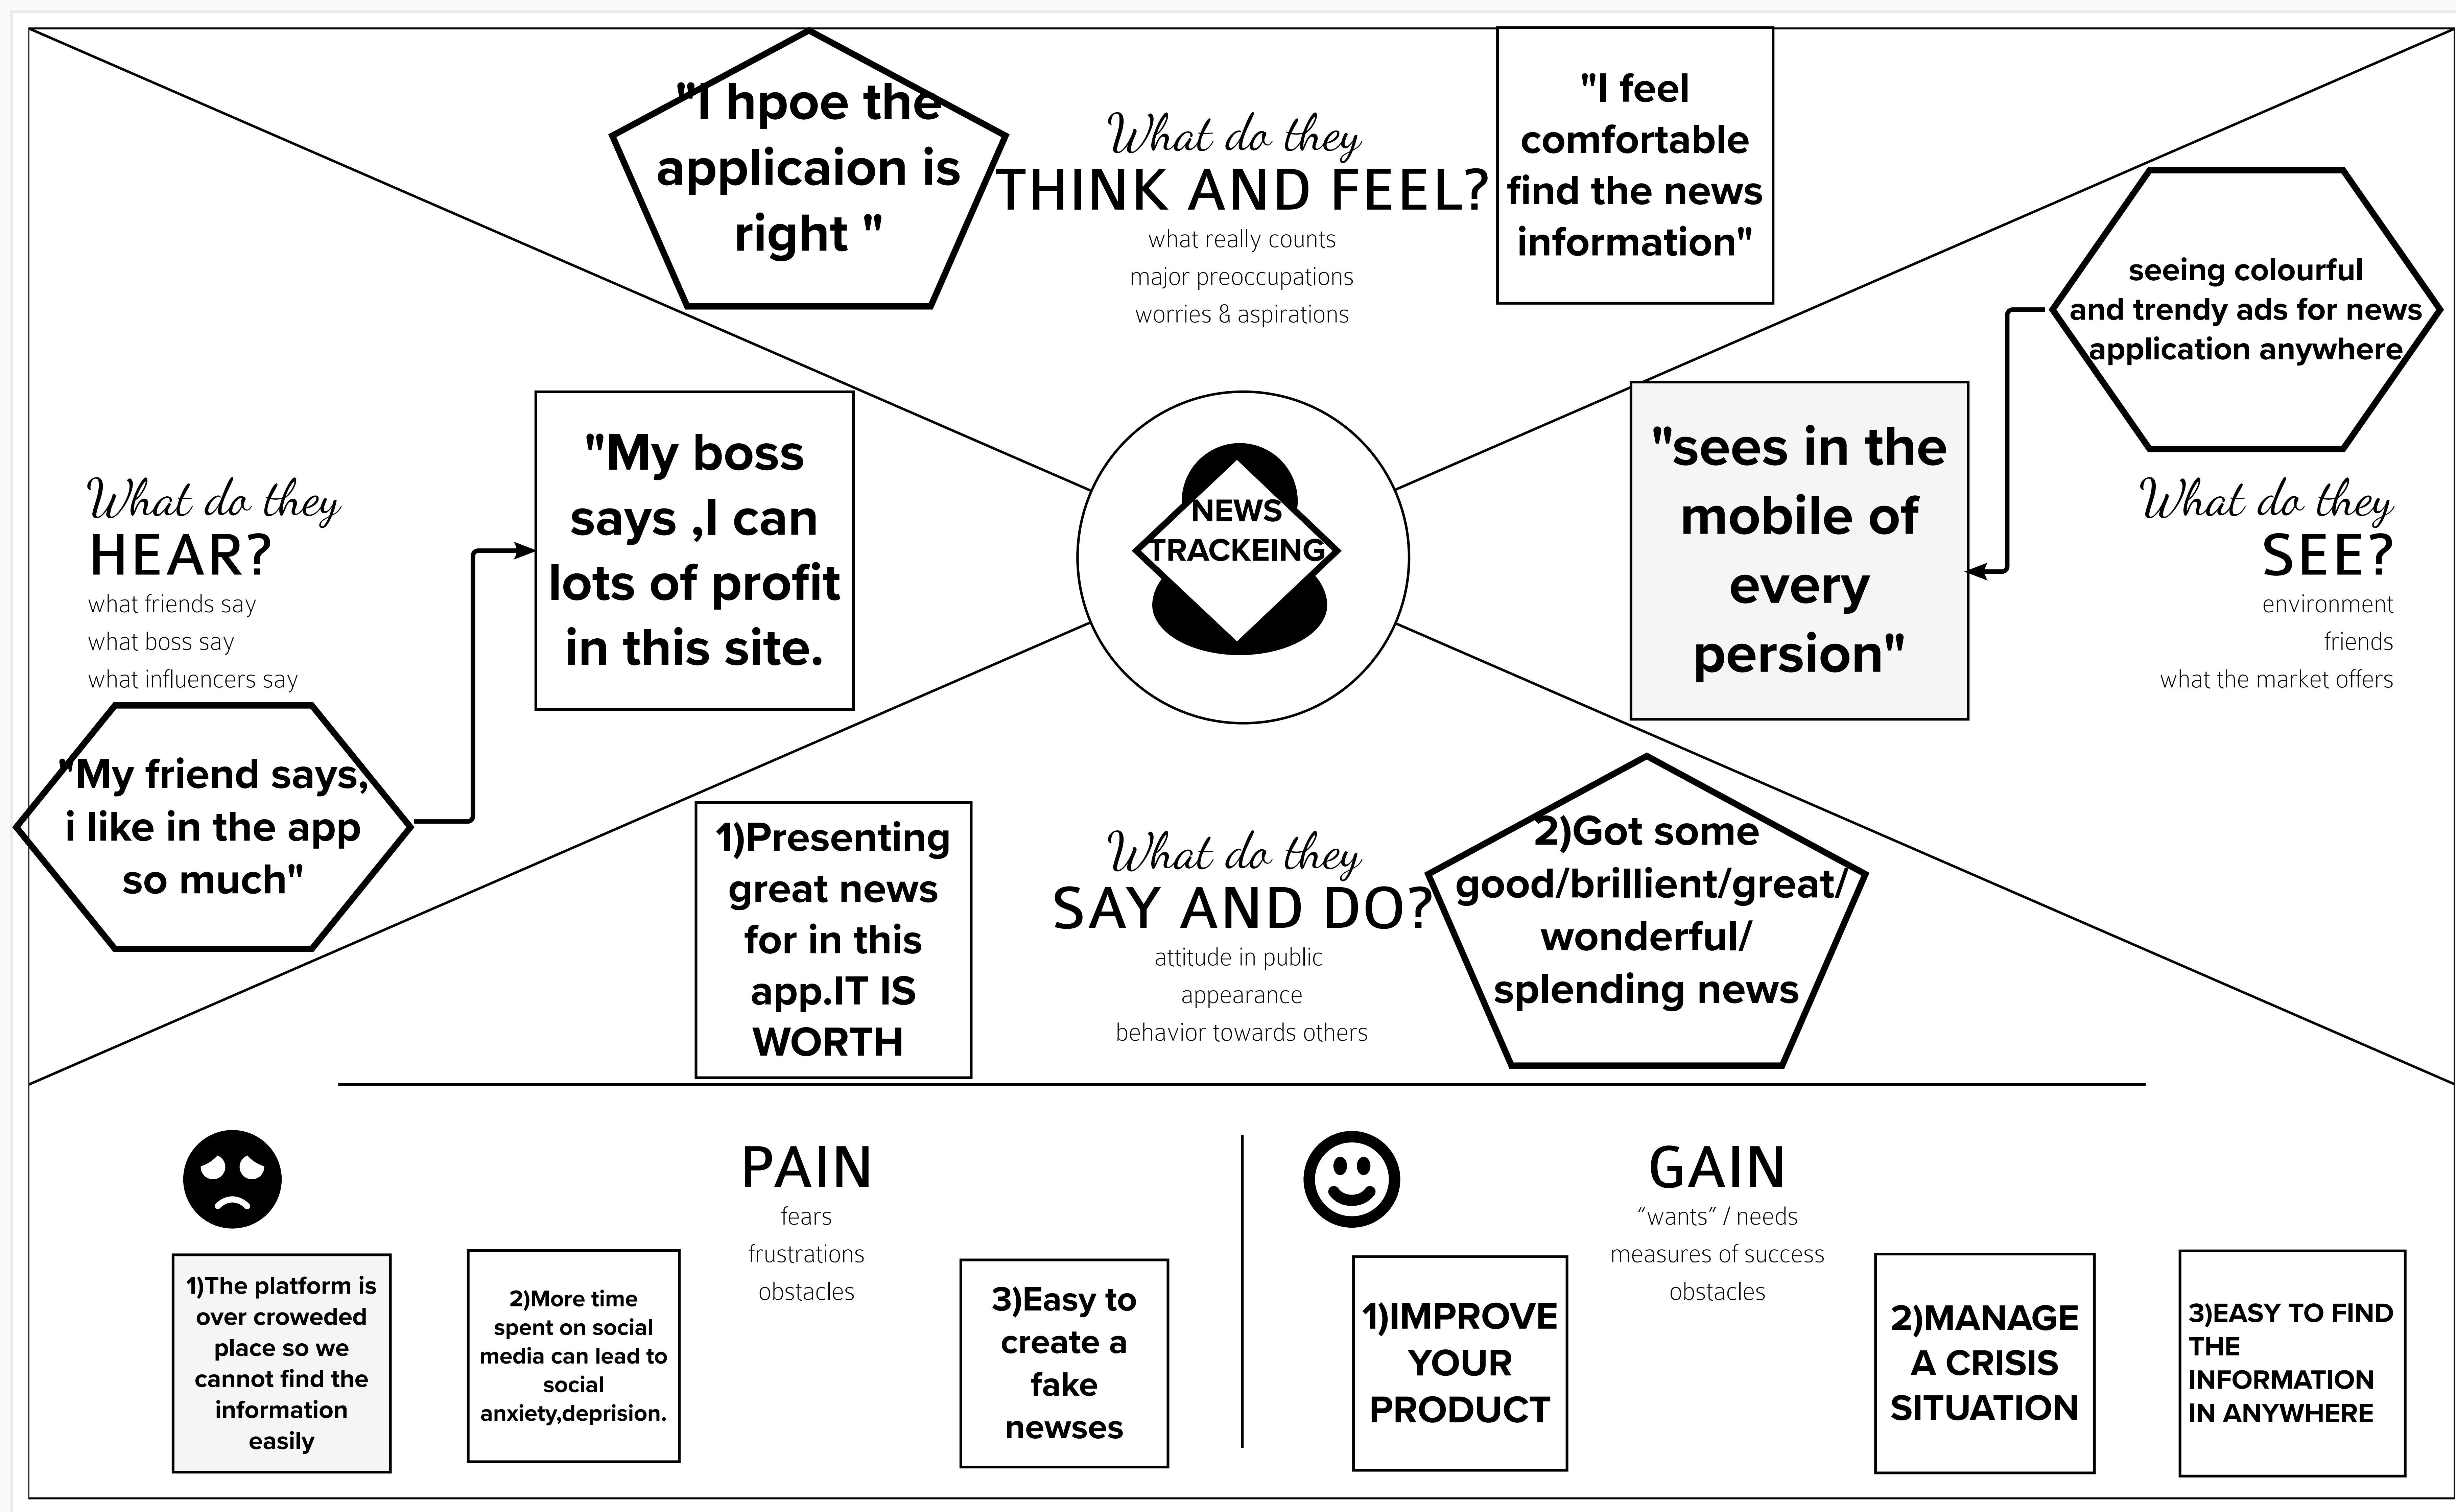 "I hpoe the
applicaion is
right "
What do they
THINK AND FEEL?
what really counts
major preoccupations
worries & aspirations
"I feel
comfortable
find the news
information"
seeing colourful
and trendy ads for news
application anywhere
What do they
HEAR?
what friends say
what boss say
what influencers say
"My boss
says ,I can
lots of profit
in this site.
NEWS
TRACKEING
"sees in the
mobile of
every
persion"
What do they
SEE?
environment
friends
what the market offers
"My friend says,
i like in the app
so much"
1)Presenting
great news
for in this
app.IT IS
WORTH
What do they
SAY AND DO?
attitude in public
appearance
behavior towards others
2)Got some
good/brillient/great/
wonderful/
splending news
PAIN
fears
frustrations
obstacles
1)The platform is
over croweded
place so we
cannot find the
information
easily
2)More time
spent on social
media can lead to
social
anxiety,deprision.
3)Easy to
create a
fake
newses
GAIN
“wants” / needs
measures of success
obstacles
1)IMPROVE
YOUR
PRODUCT
2)MANAGE
A CRISIS
SITUATION
3)EASY TO FIND
THE
INFORMATION
IN ANYWHERE